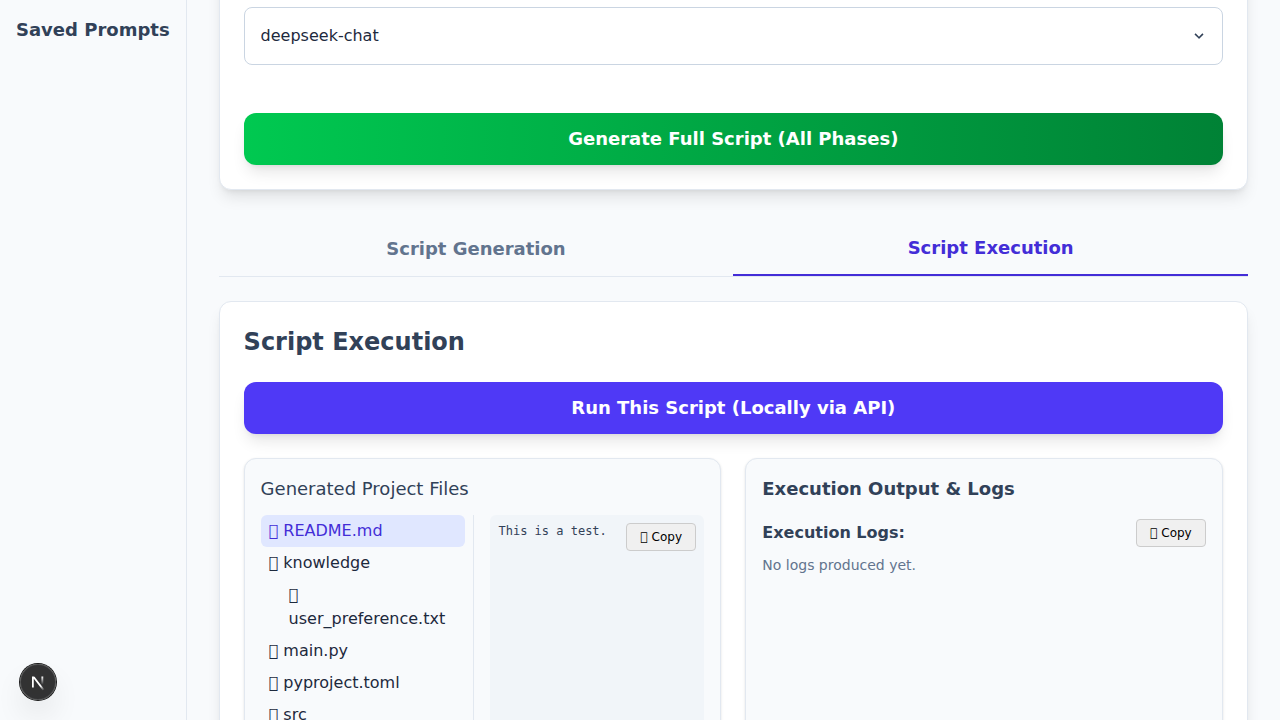 Saved Prompts
deepseek-chat
Generate Full Script (All Phases)
Script Generation
Script Execution
Script Execution
Run This Script (Locally via API)
Generated Project Files
README.md
knowledge
user_preference.txt
main.py
pyproject.toml
src
This is a test.
Copy
Execution Output & Logs
Execution Logs:
Copy
No logs produced yet.
N